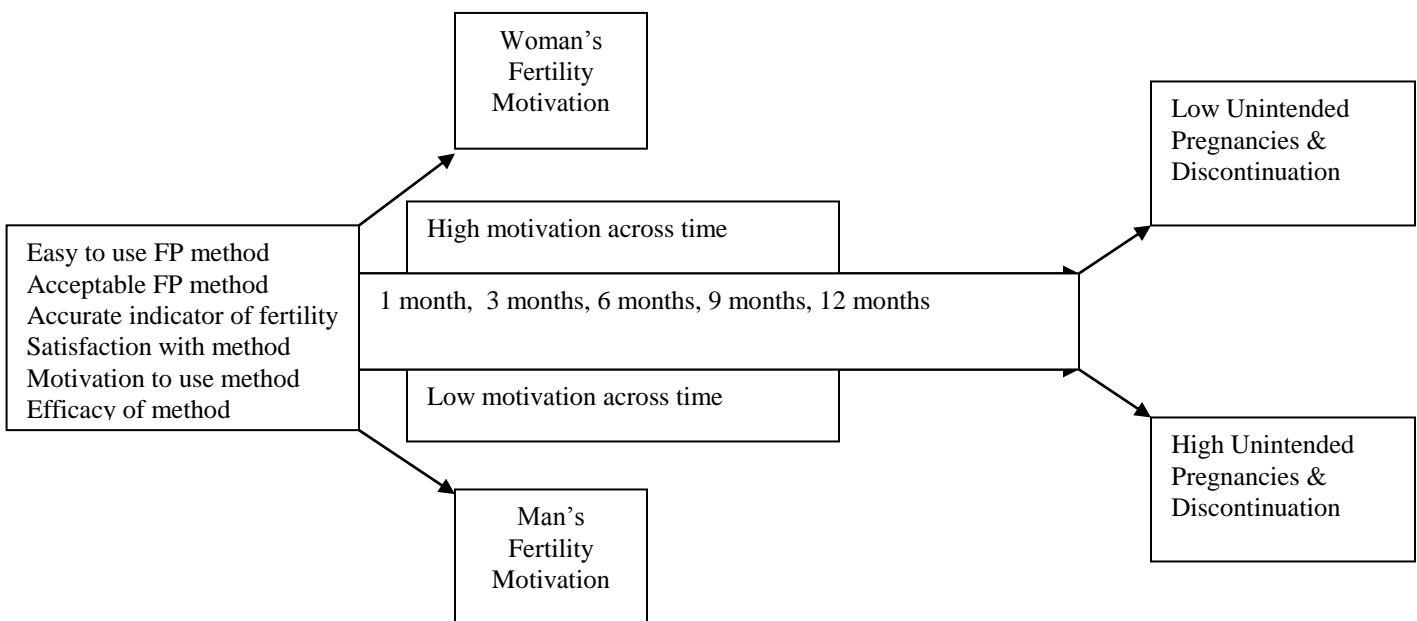 Woman's
Fertility
Motivation
Low Unintended
Pregnancies &
Discontinuation
High motivation across time
Easy to use FP method
Acceptable FP method
Accurate indicator of fertility
Satisfaction with method
Motivation to use method
Efficacy of method
1 month,  3 months, 6 months, 9 months, 12 months
Low motivation across time
High Unintended
Pregnancies &
Discontinuation
Man's
Fertility
Motivation